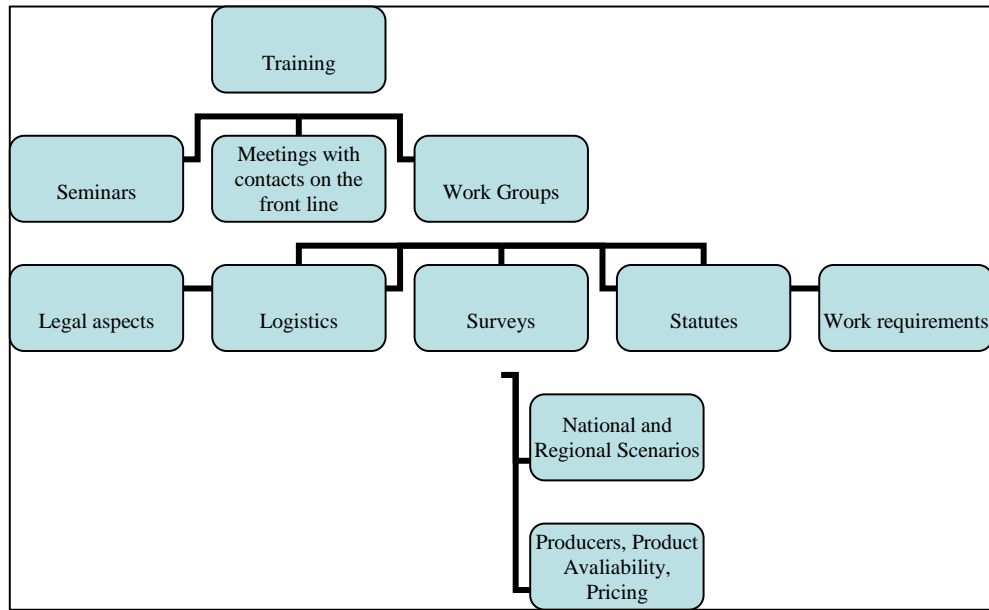 Training
Seminars
Meetings with
contacts on the
front line
Work Groups
Legal aspects
Logistics
Surveys
Statutes
Work requirements
National and
Regional Scenarios
Producers, Product
Avaliability,
Pricing